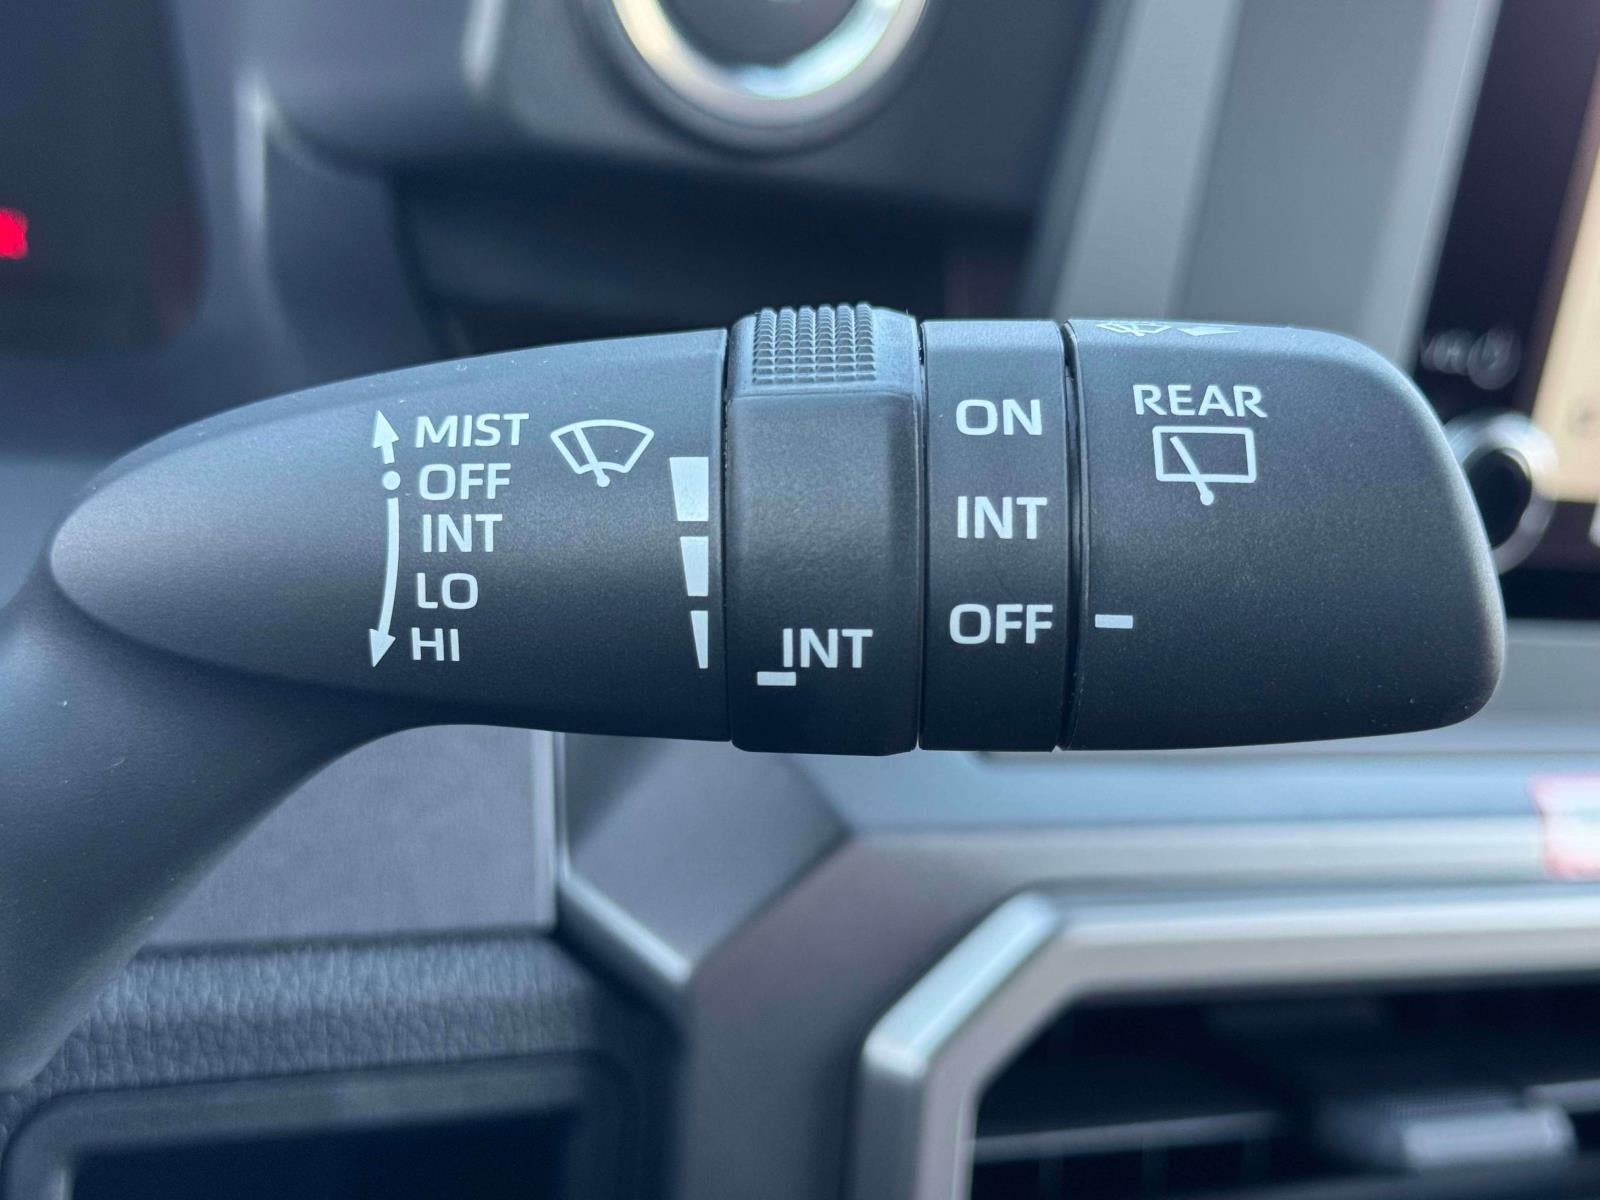 MIST
OFF
INT
LO
HI
INT
ON
INT
OFF
REAR